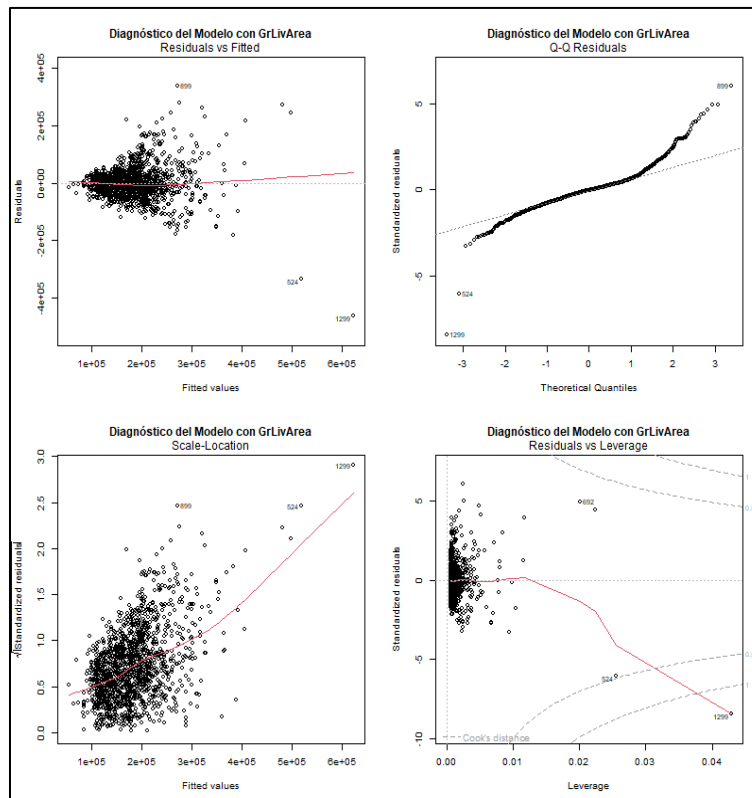 Diagnóstico del Modelo con GrLivArea
Residuals vs Fitted
Residuals
4e+05
2e+05
0e+00
-2e+05
-4e+05
899
524
1299
1e+05 2e+05 3e+05 4e+05 5e+05 6e+05
Fitted values
Diagnóstico del Modelo con GrLivArea
Q-Q Residuals
Standardized residuals
5
0
-5
899
524
1299
-3 -2 -1 0 1 2 3
Theoretical Quantiles
Diagnóstico del Modelo con GrLivArea
Scale-Location
√|Standardized residuals|
3.0
2.5
2.0
1.5
1.0
0.5
0.0
1299
899
524
1e+05 2e+05 3e+05 4e+05 5e+05 6e+05
Fitted values
Diagnóstico del Modelo con GrLivArea
Residuals vs Leverage
Standardized residuals
5
0
-5
-10
692
524
1299
1
1
Cook's distance
0.00 0.01 0.02 0.03 0.04
Leverage